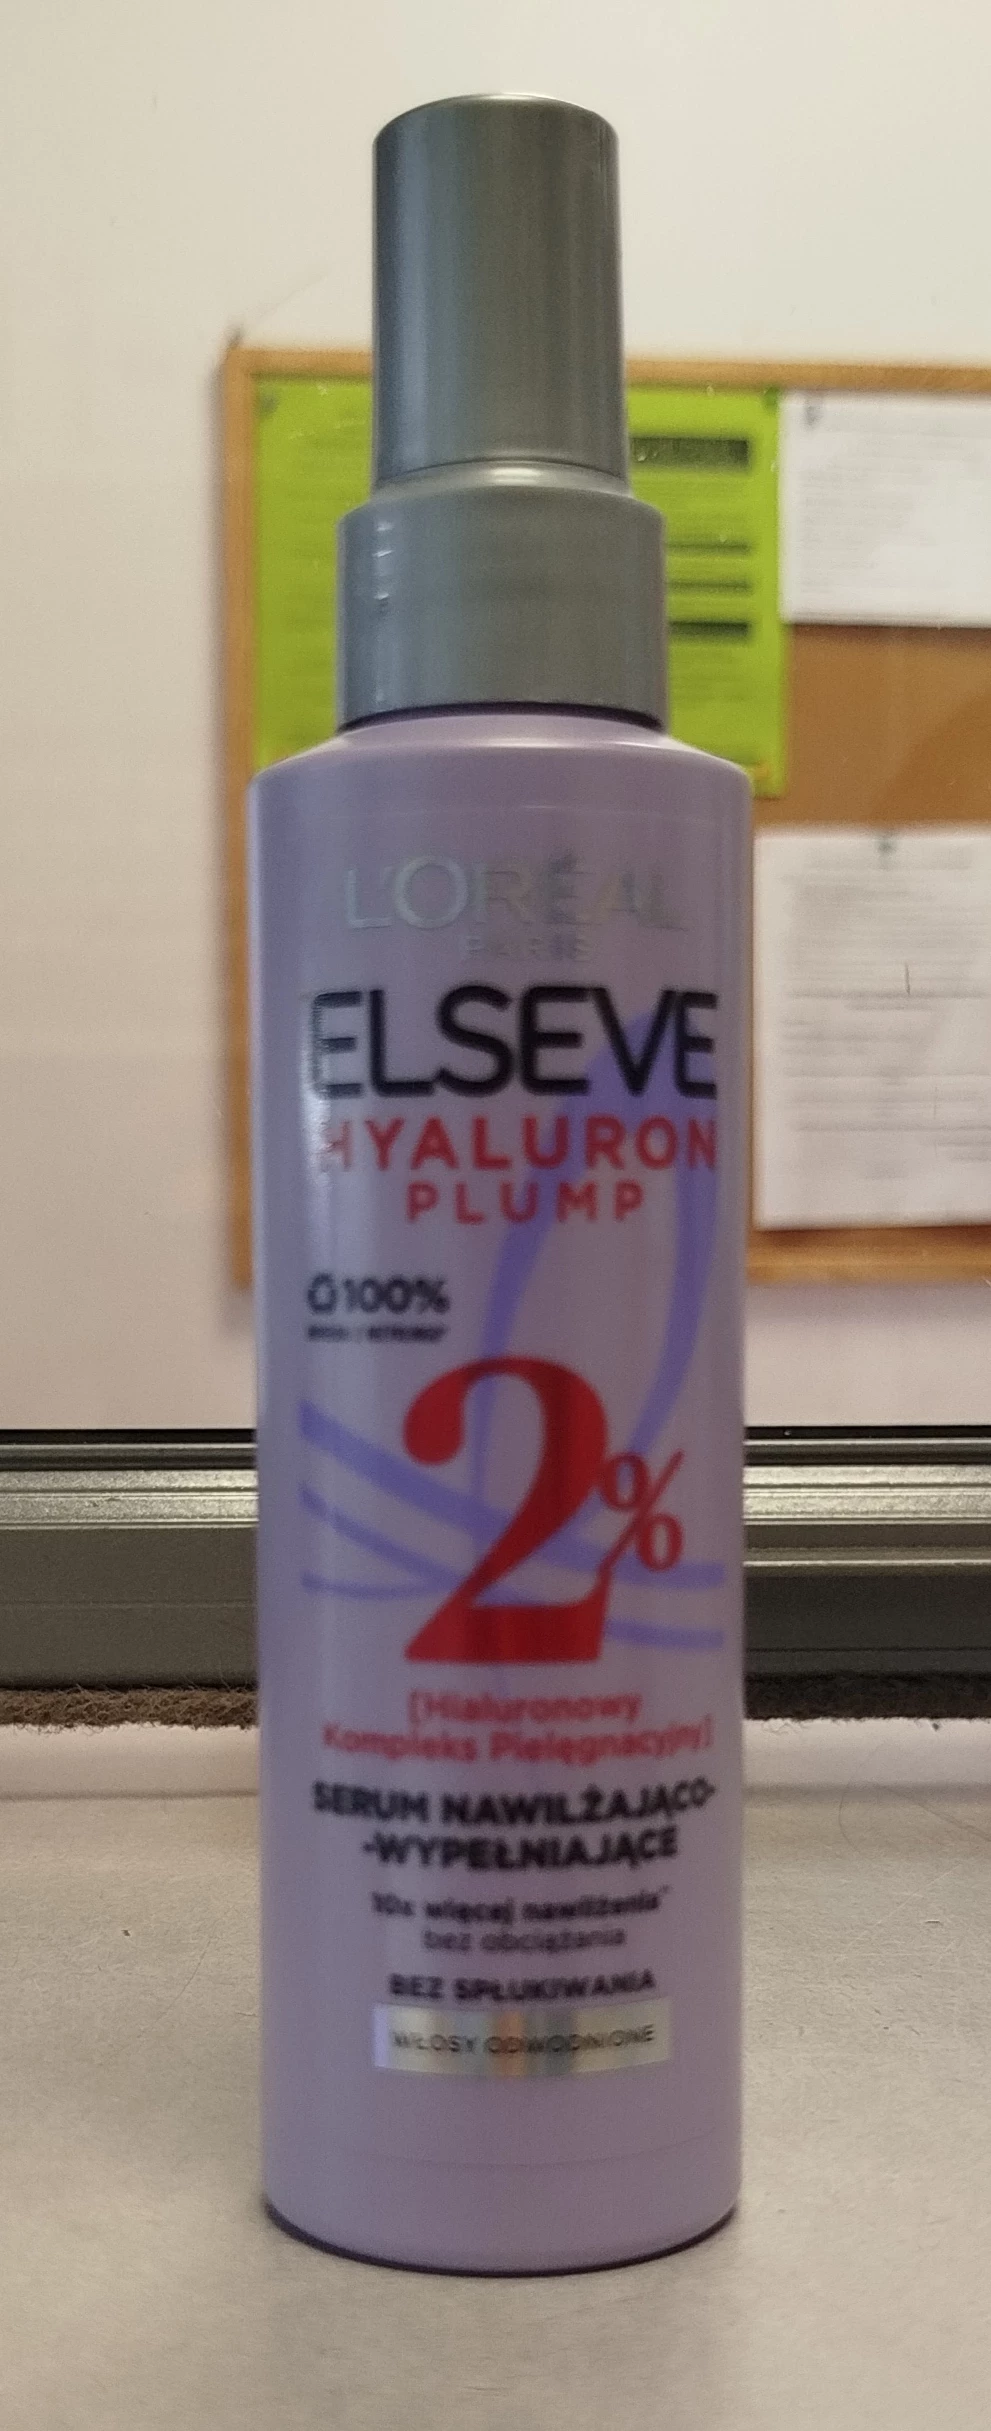 L'ORÉAL
PARIS
ELSEVE
HYALURON
PLUMP
100%
2%
[Hialuronowy
Kompleks Pielęgnacyjny]
SERUM NAWILŻAJĄCO-
-WYPEŁNIAJĄCE
10x więcej nawilżenia
bez obciążania
BEZ SPŁUKIWANIA
WŁOSY ODWODNIONE